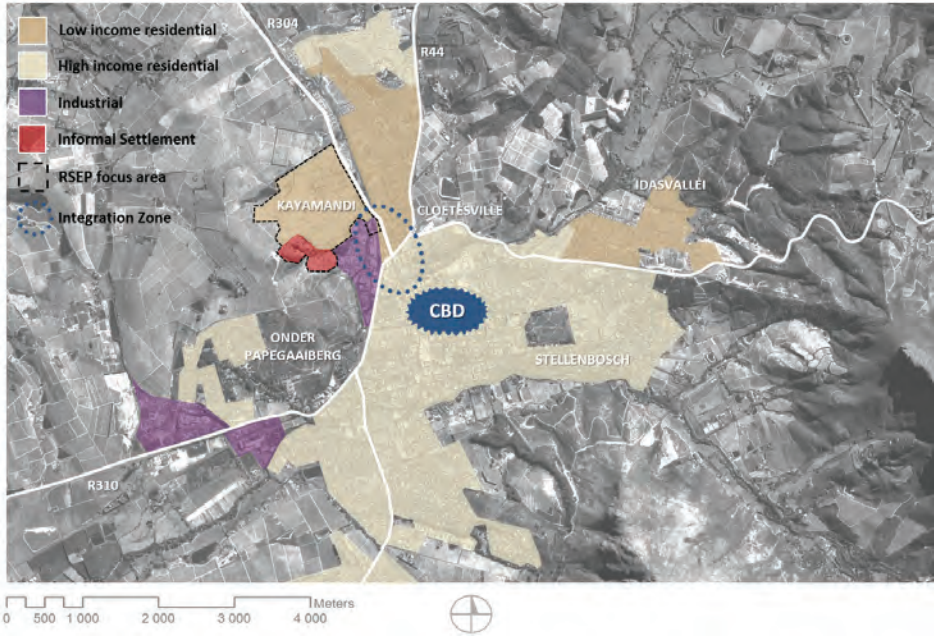 Low income residential
High income residential
Industrial
Informal Settlement
RSEP focus area
Integration Zone
R304
R44
KAYAMANDI
CLOETESVILLE
IDASVALLEI
CBD
ONDER
PAPEGAAIBERG
STELLENBOSCH
R310
Meters
0 500 1 000 2 000 3 000 4 000